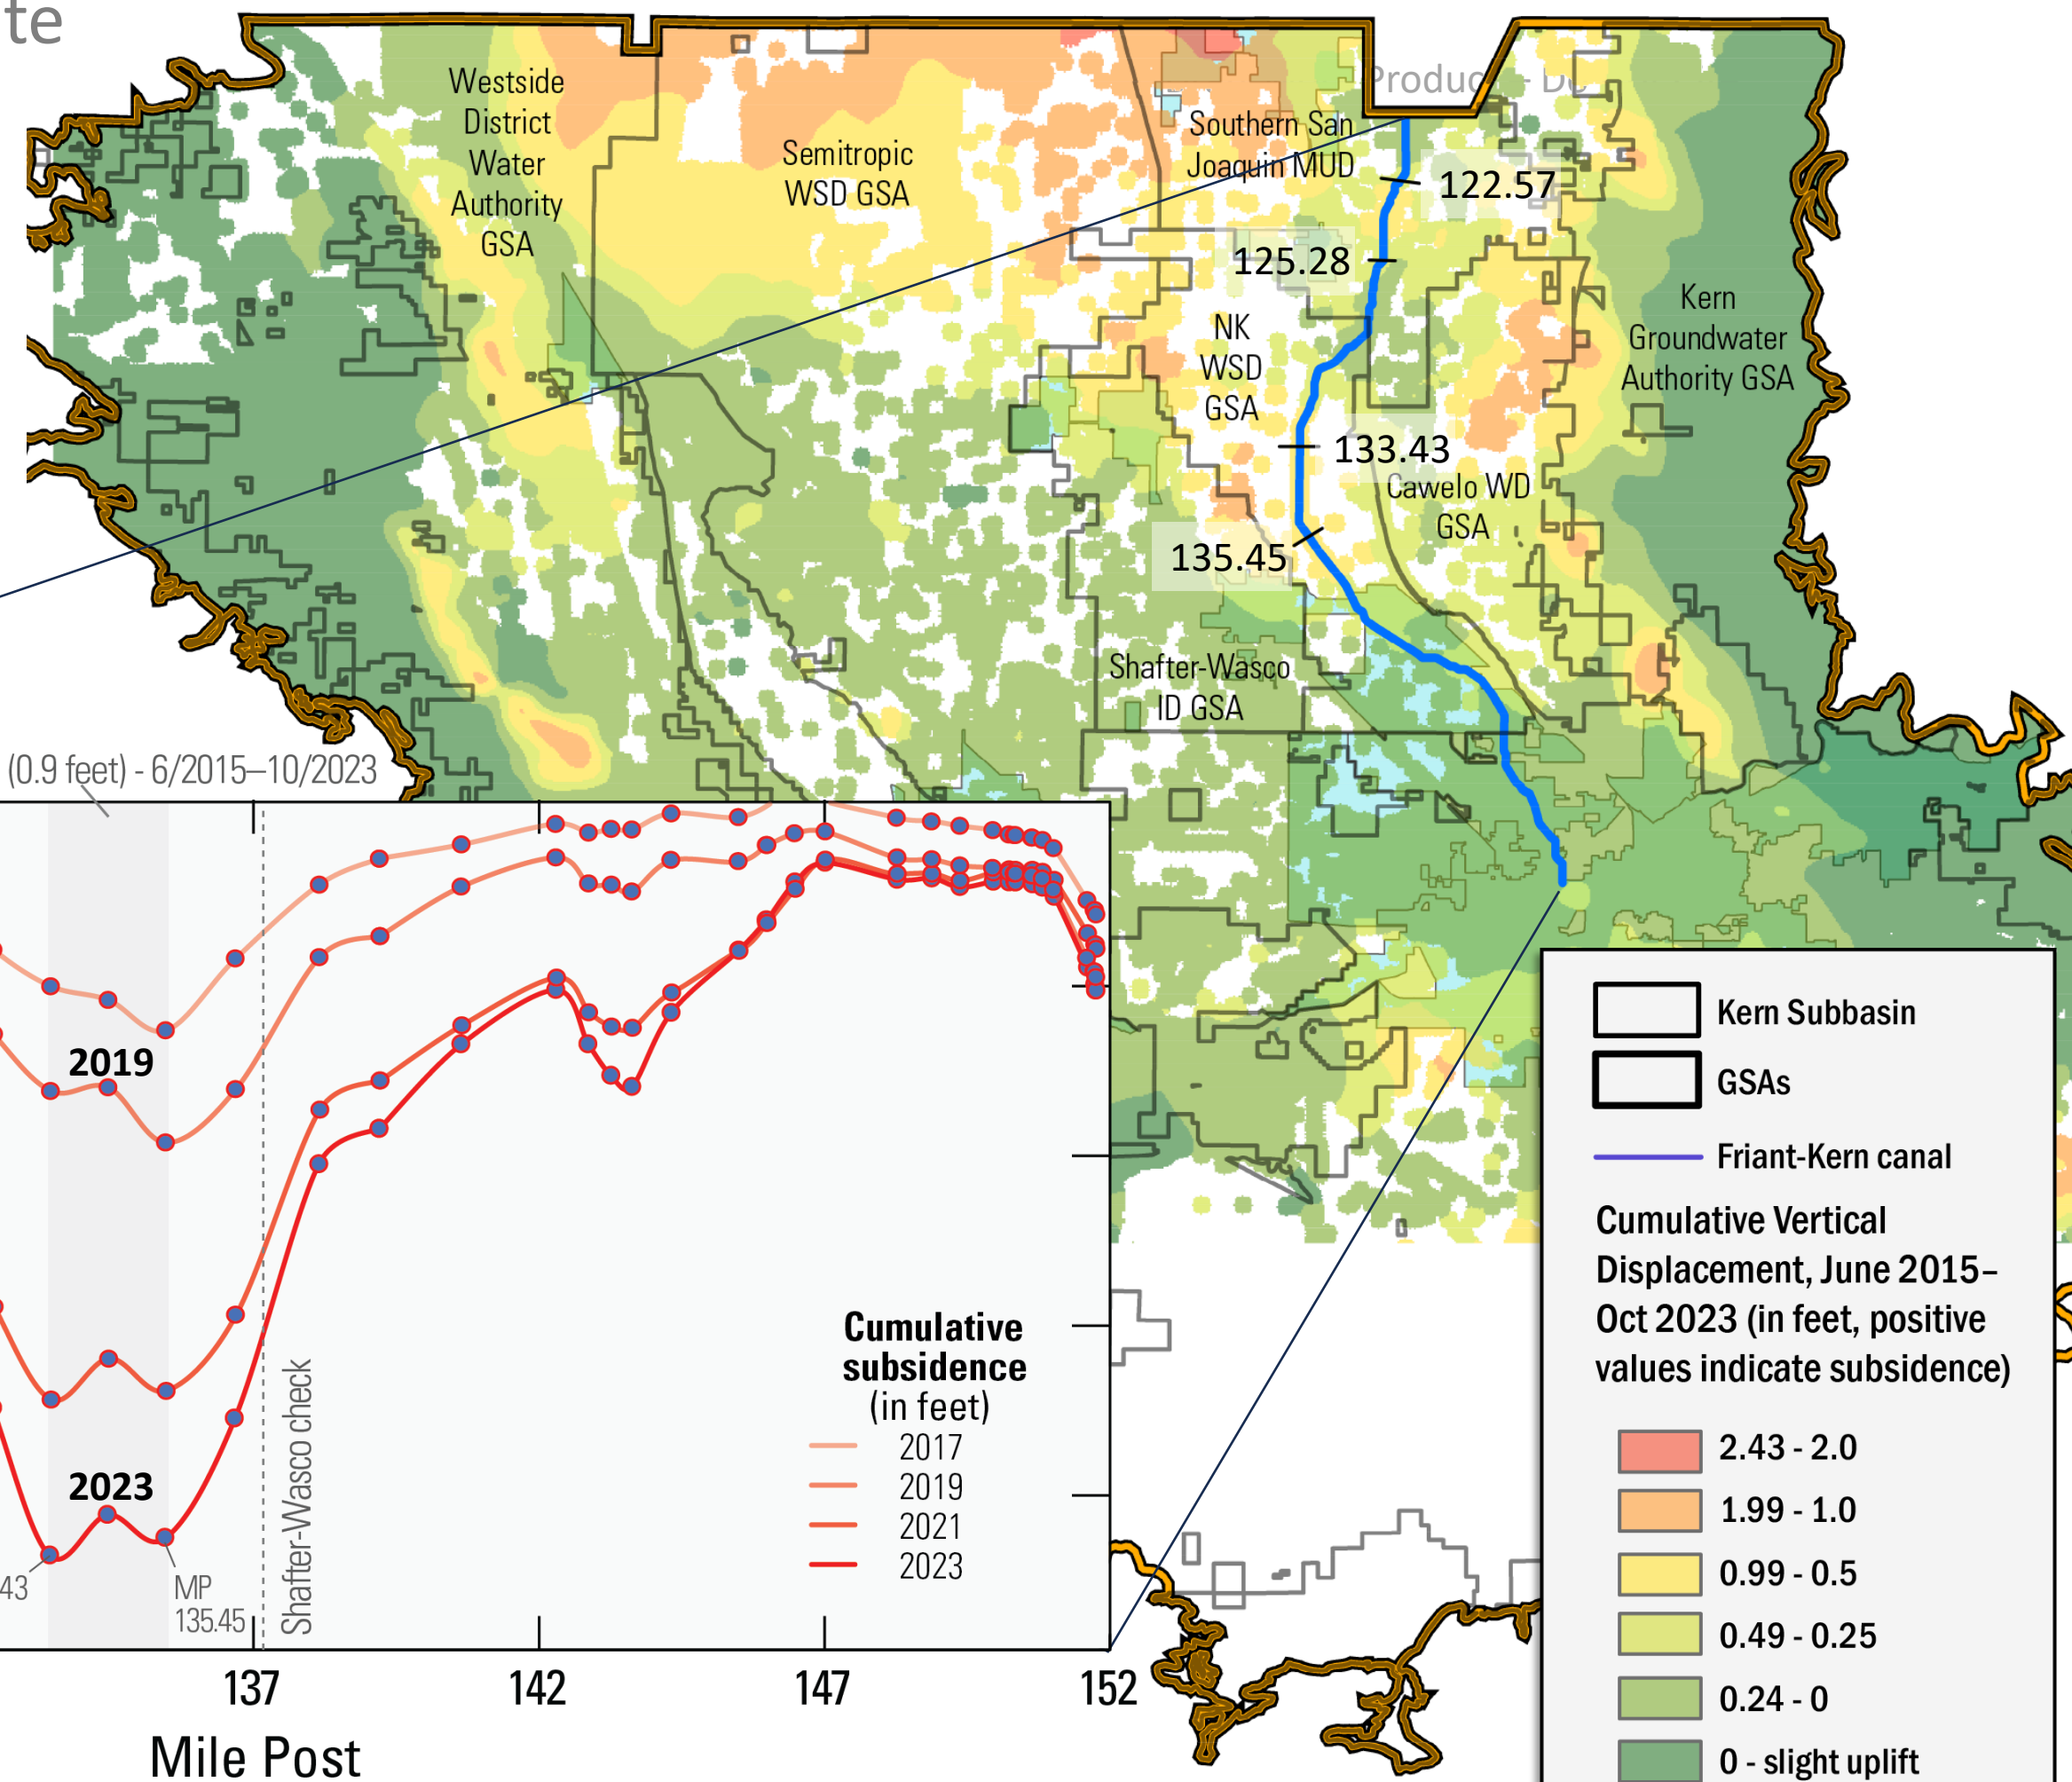 te
Westside
District
Water
Authority
GSA
Semitropic
WSD GSA
Southern San
Joaquin MUD
122.57
125.28
NK
WSD
GSA
Kern
Groundwater
Authority GSA
133.43
Cawelo WD
GSA
135.45
Shafter-Wasco
ID GSA
(0.9 feet) - 6/2015–10/2023
2019
2023
43
MP
135.45
Shafter-Wasco check
Cumulative
subsidence
(in feet)
2017
2019
2021
2023
137
142
147
152
Mile Post
Kern Subbasin
GSAs
Friant-Kern canal
Cumulative Vertical
Displacement, June 2015–
Oct 2023 (in feet, positive
values indicate subsidence)
2.43 - 2.0
1.99 - 1.0
0.99 - 0.5
0.49 - 0.25
0.24 - 0
0 - slight uplift